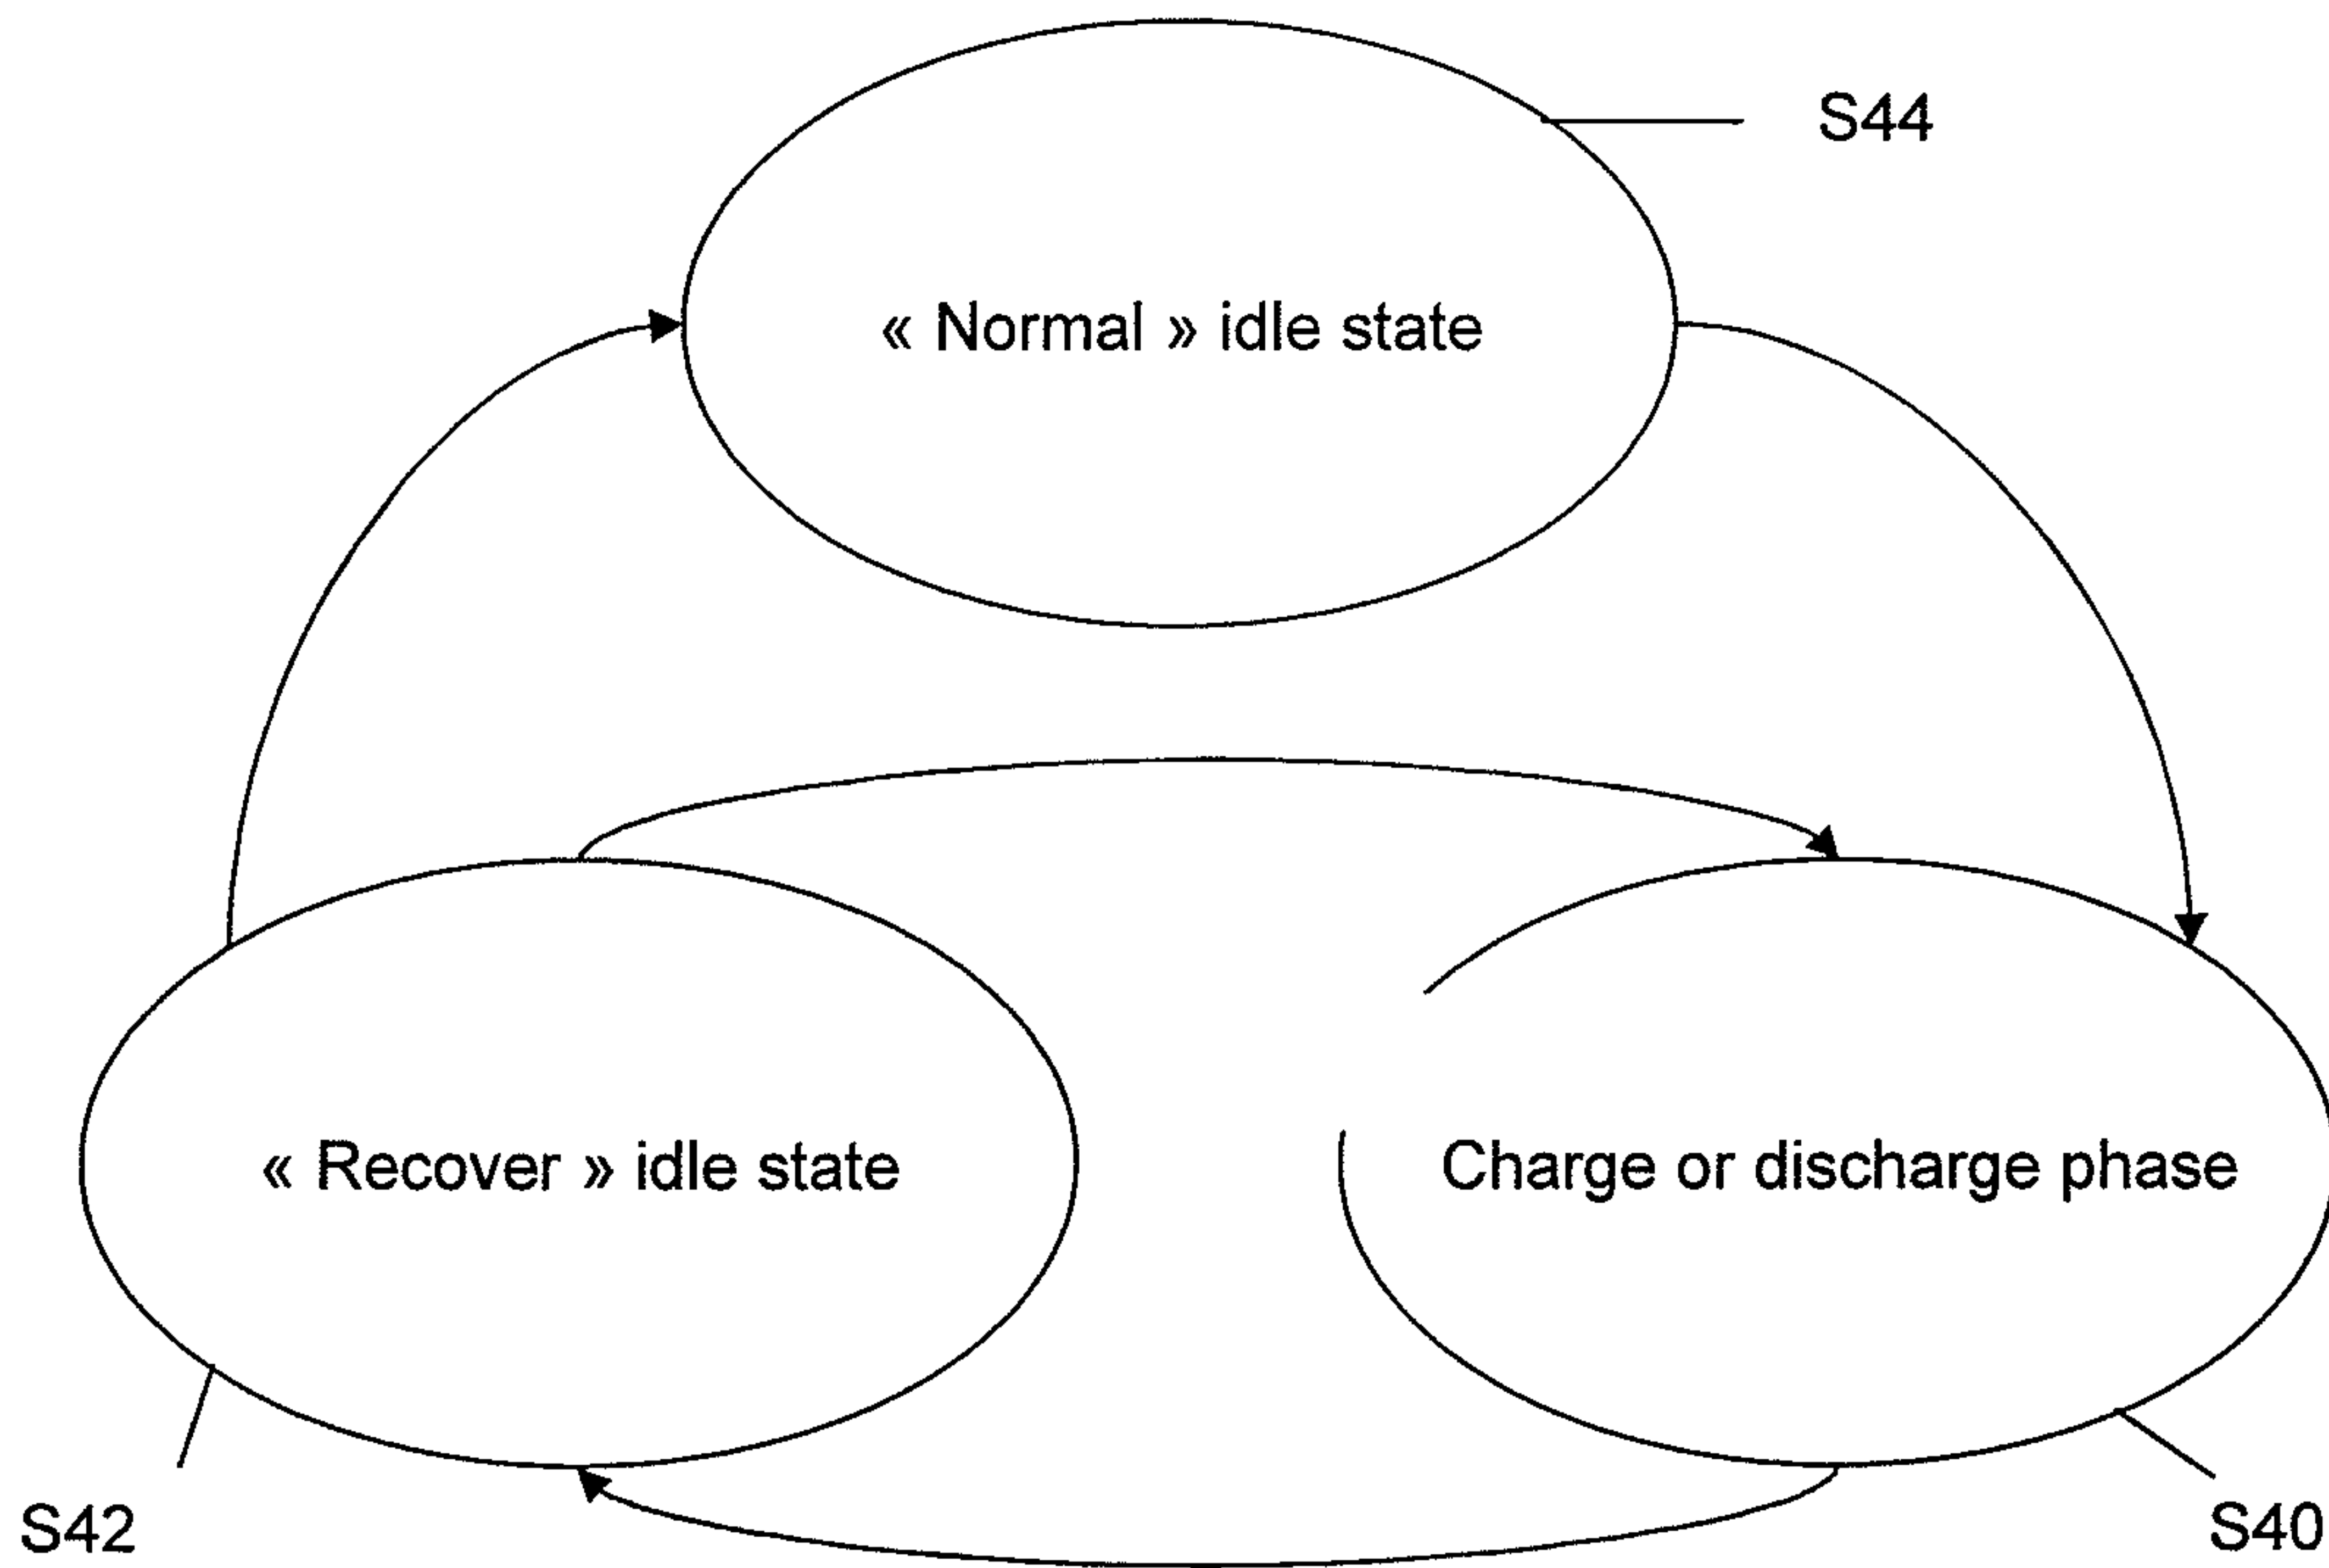 S44
« Normal » idle state
« Recover » idle state
Charge or discharge phase
S42
S40